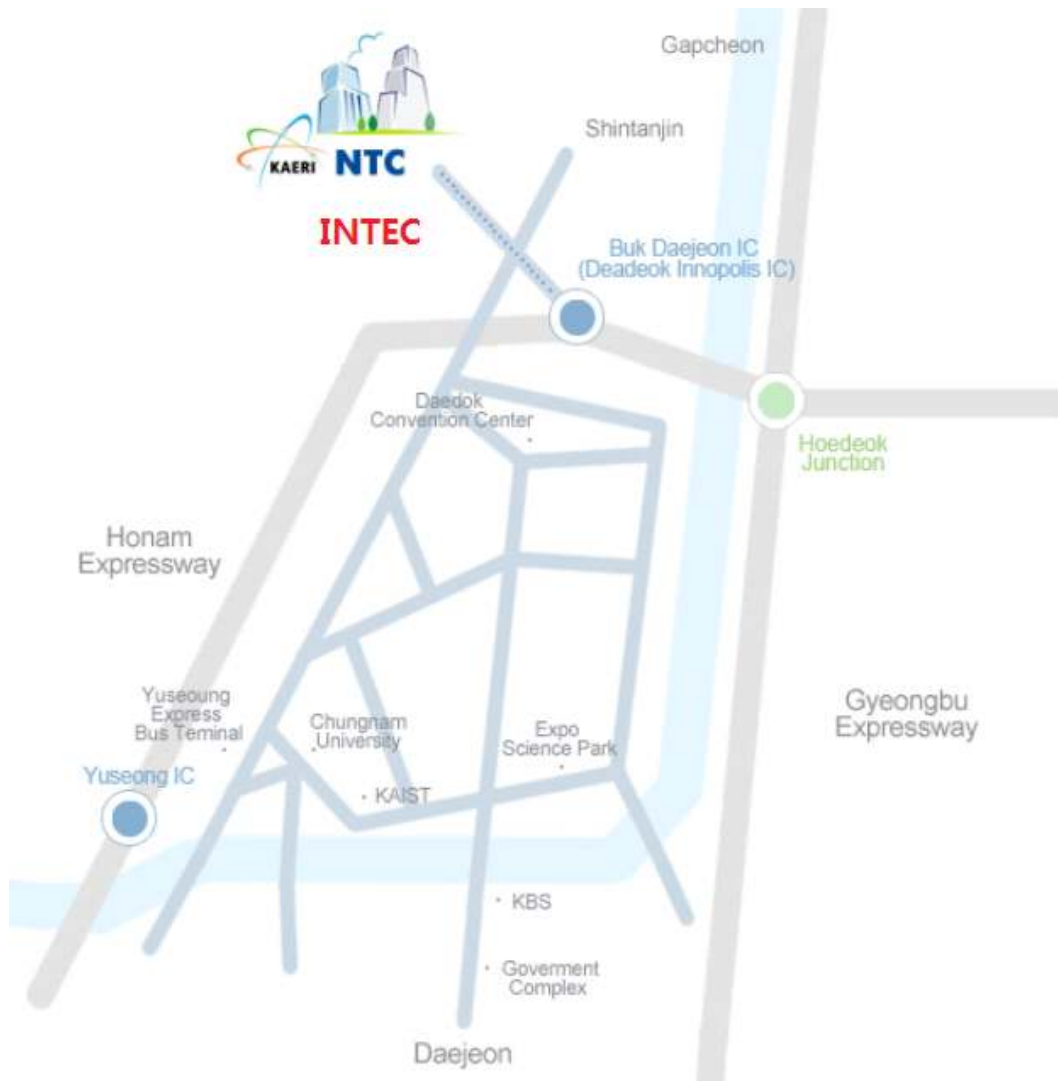 Gapcheon
Shintanjin
KAERI NTC
INTEC
Buk Daejeon IC
(Deadeok Innopolis IC)
Daedok
Convention Center
Hoedeok
Junction
Honam
Expressway
Yuseoung
Express
Bus Teminal
Chungnam
University
Expo
Science Park
Gyeongbu
Expressway
Yuseong IC
KAIST
KBS
Goverment
Complex
Daejeon